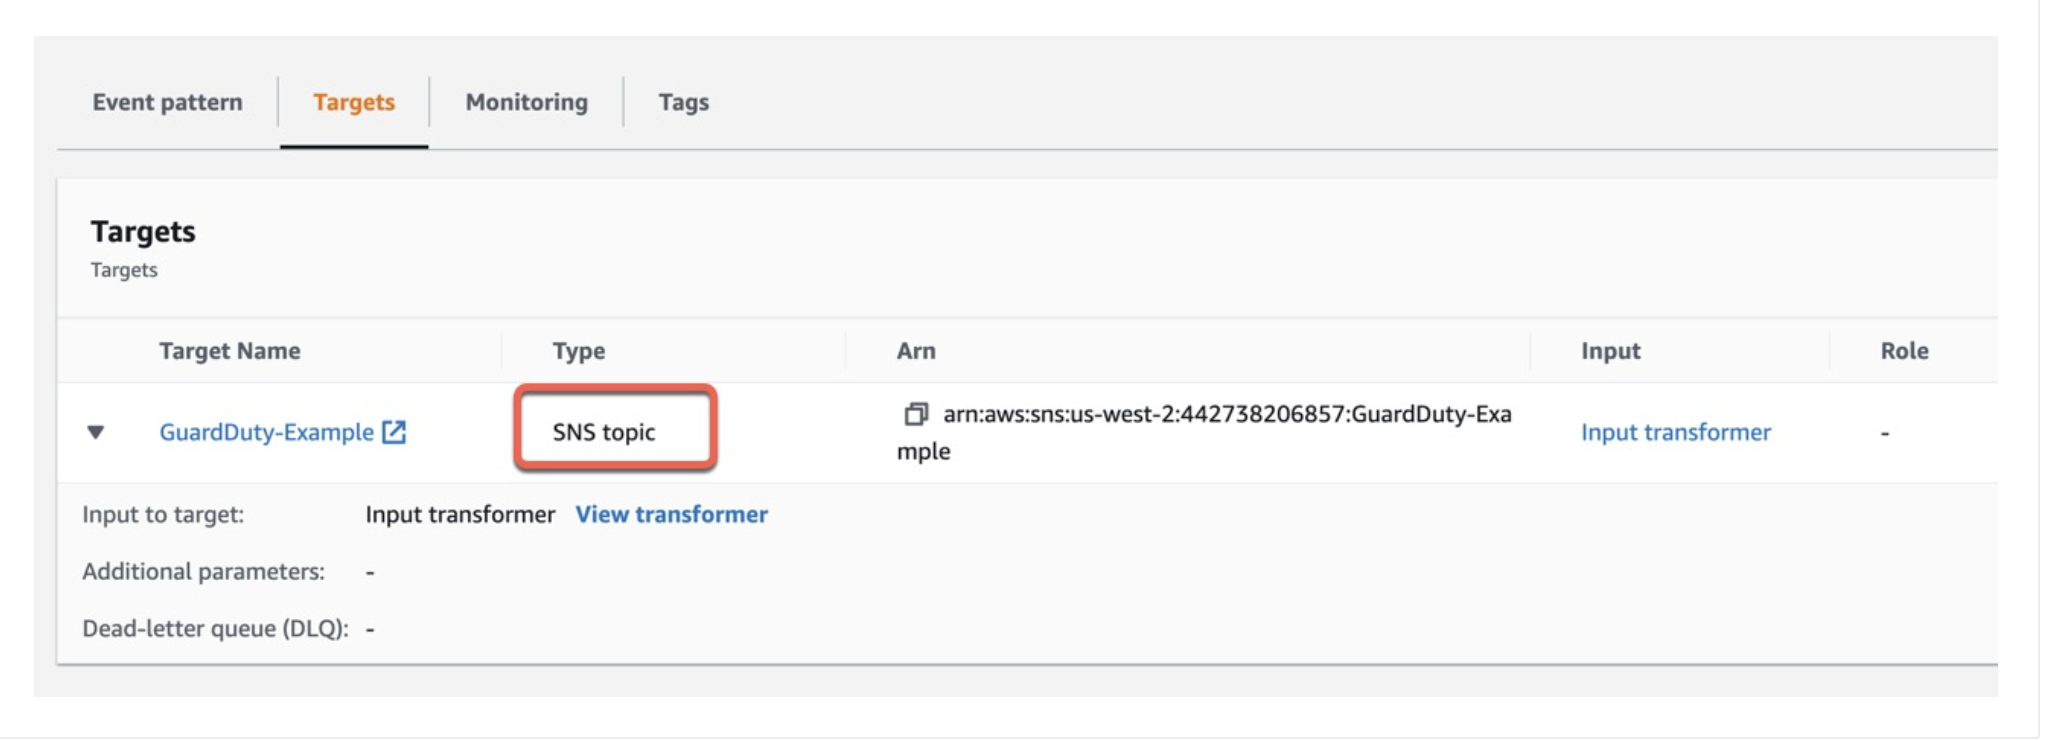 Event pattern Targets Monitoring Tags
Targets
Targets
Target Name Type Arn Input Role
GuardDuty-Example SNS topic arn:aws:sns:us-west-2:442738206857:GuardDuty-Exa Input transformer -
mple
Input to target: Input transformer View transformer
Additional parameters: -
Dead-letter queue (DLQ): -